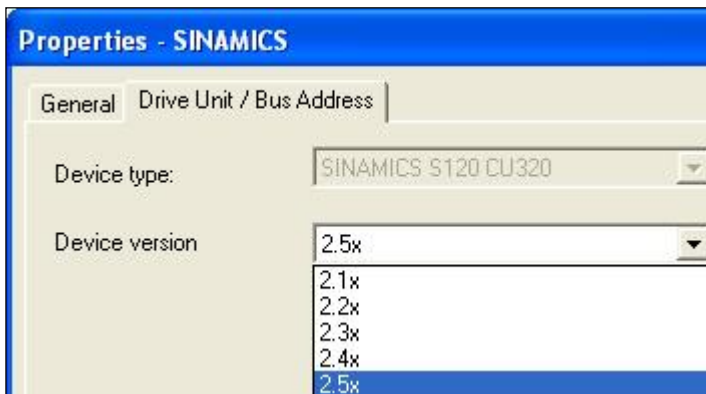 Properties - SINAMICS
General Drive Unit / Bus Address
Device type: SINAMICS S120 CU320
Device version 2.5x
2.1x
2.2x
2.3x
2.4x
2.5x